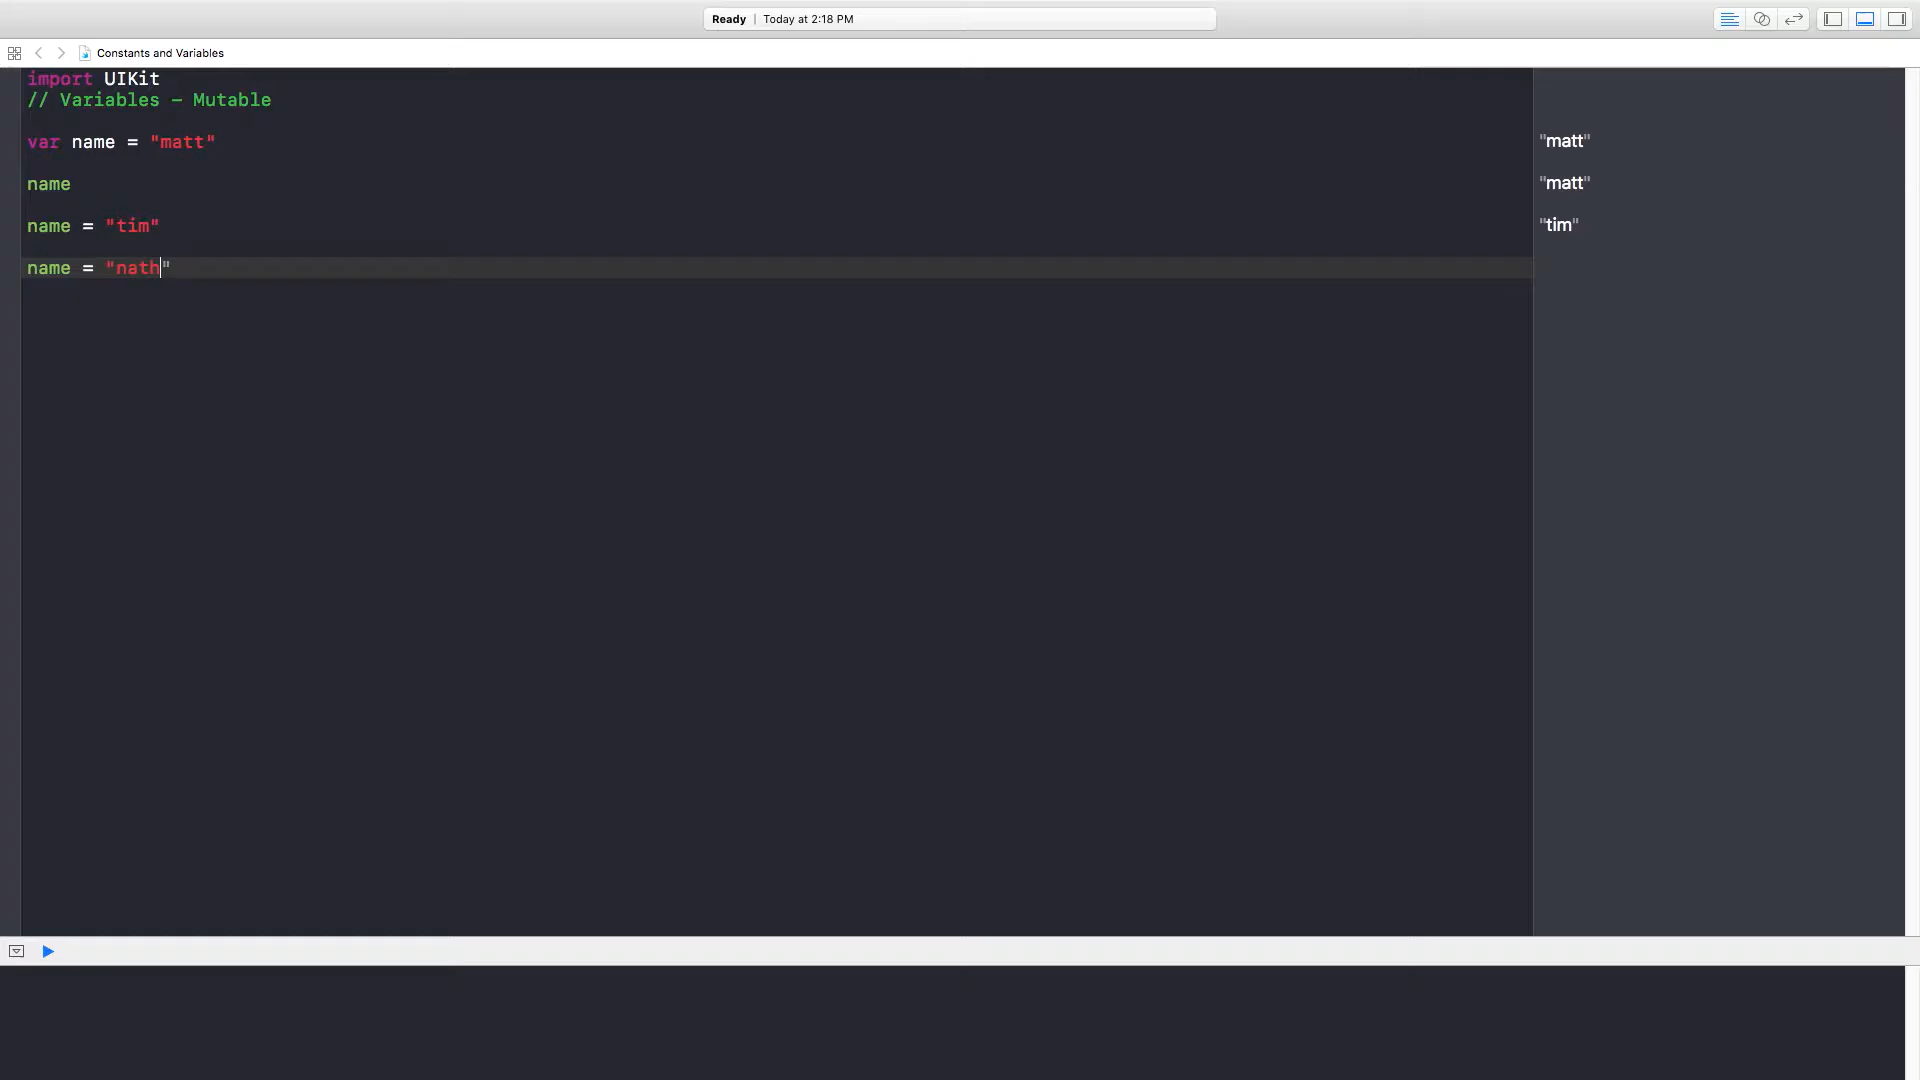 Ready | Today at 2:18 PM
Constants and Variables
import UIKit
// Variables - Mutable
var name = "matt"
"matt"
name
"matt"
name = "tim"
"tim"
name = "nath"